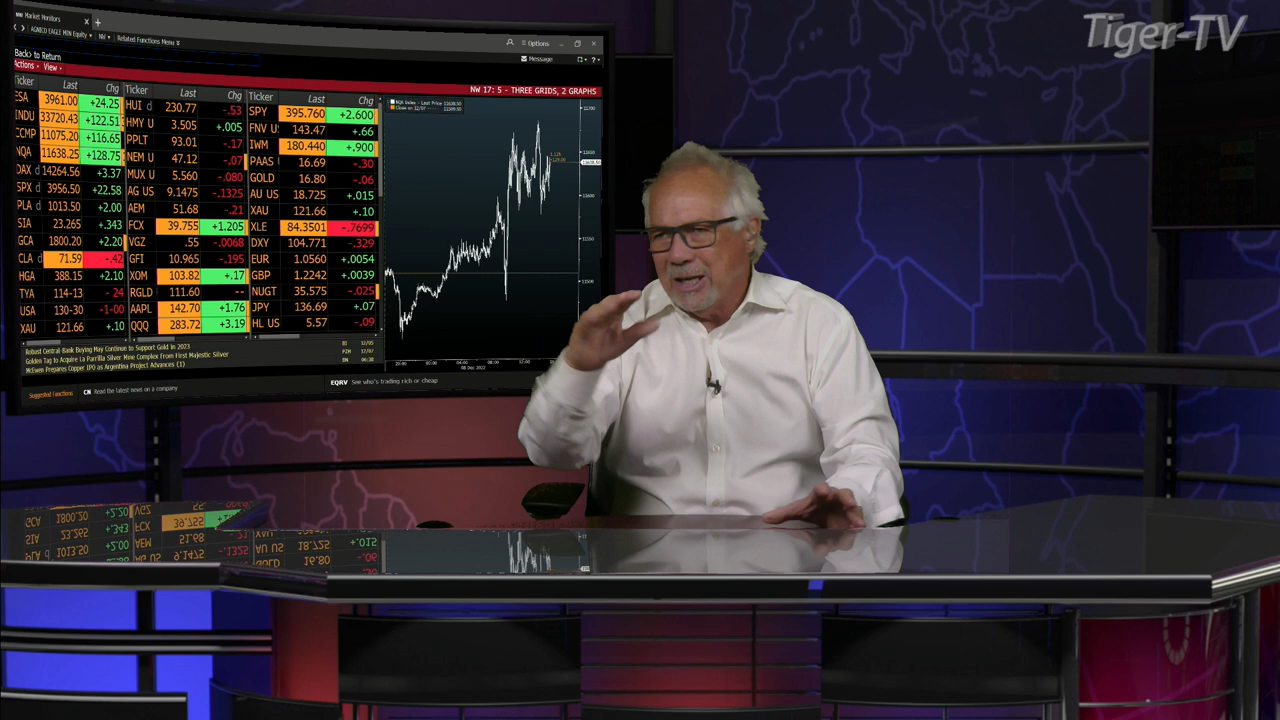 Tiger-TV
Market Monitors
AGNICO EAGLE MIN Equity NW Related Functions Menu
Options
Back> to Return
Message
Actions View
NW 17: 5 - THREE GRIDS, 2 GRAPHS
Ticker Last Chg Ticker Last Chg Ticker Last Chg
ESA 3961.00 +24.25 HUI d 230.77 -.53 SPY 395.760 +2.600
INDU 33720.43 +122.51 HMY U 3.505 +.005 FNV U 143.47 +.66
CCMP 11075.20 +116.65 PPLT 93.01 -.17 IWM 180.440 +.900
NQA 11638.25 +128.75 NEM U 47.12 -.07 PAAS 16.69 -.30
DAX d 14264.56 +3.37 MUX U 5.560 -.080 GOLD 16.80 -.06
SPX d 3956.50 +22.58 AG US 9.1475 -.1325 AU US 18.725 +.015
PLA d 1013.50 +2.00 AEM 51.68 -.21 XAU 121.66 +.10
SIA 23.265 +.343 FCX 39.755 +1.205 XLE 84.3501 -.7699
GCA 1800.20 +2.20 VGZ .55 -.0068 DXY 104.771 -.329
CLA d 71.59 -.42 GFI 10.965 -.195 EUR 1.0560 +.0054
HGA 388.15 +2.10 XOM 103.82 +.17 GBP 1.2242 +.0039
TYA 114-13 - 24 RGLD 111.60 -- NUGT 35.575 -.025
USA 130-30 -1-00 AAPL 142.70 +1.76 JPY 136.69 +.07
XAU 121.66 +.10 QQQ 283.72 +3.19 HL US 5.57 -.09
Robust Central-Bank Buying May Continue to Support Gold in 2023
Golden Tag to Acquire La Parrilla Silver Mine Complex From First Majestic Silver
McEwen Prepares Copper IPO as Argentina Project Advances (1)
08 Dec 2022
Suggested Functions CN Read the latest news on a company EQRV See who's trading rich or cheap